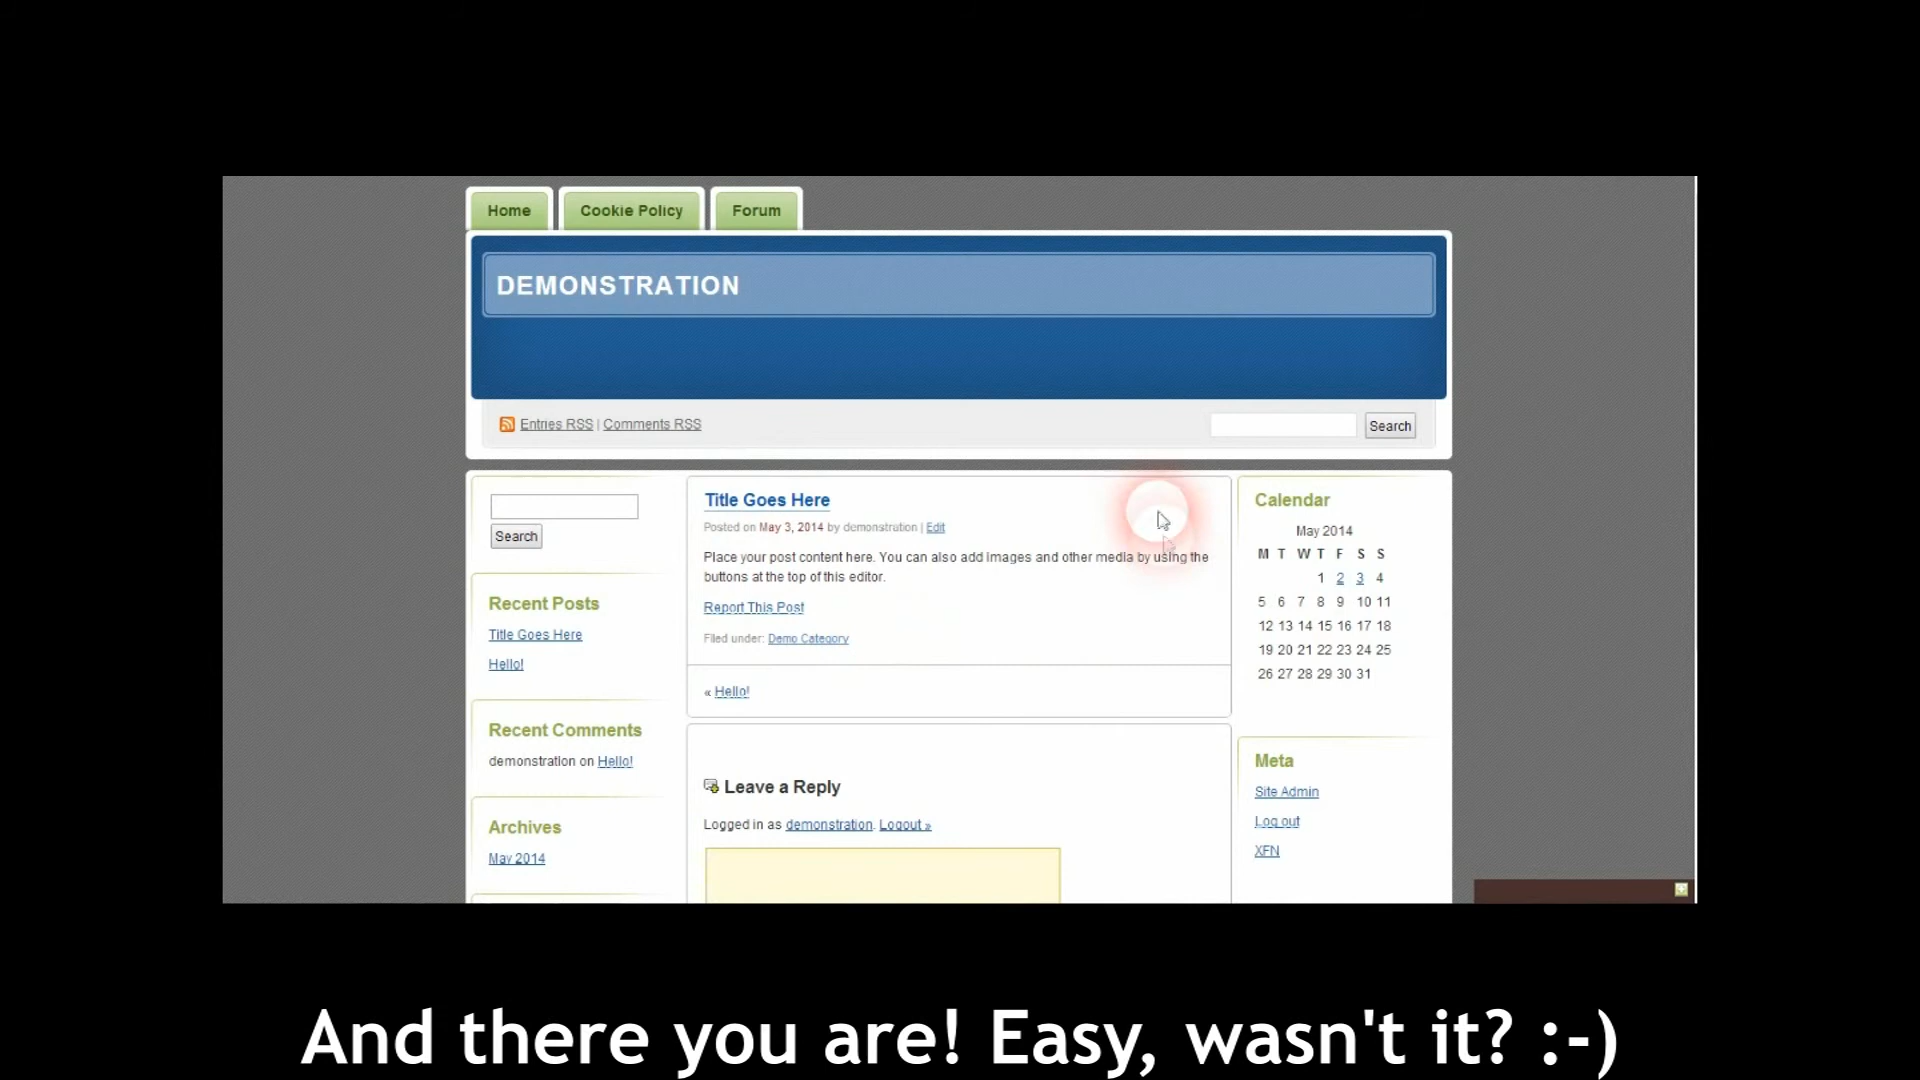 Home Cookie Policy Forum
DEMONSTRATION
Entries RSS | Comments RSS
Search
Search
Recent Posts
Title Goes Here
Hello!
Recent Comments
demonstration on Hello!
Archives
May 2014
Title Goes Here
Posted on May 3, 2014 by demonstration | Edit
Place your post content here. You can also add images and other media by using the
buttons at the top of this editor.
Report This Post
Filed under: Demo Category
« Hello!
Leave a Reply
Logged in as demonstration. Logout »
Calendar
May 2014
M T W T F S S
1 2 3 4
5 6 7 8 9 10 11
12 13 14 15 16 17 18
19 20 21 22 23 24 25
26 27 28 29 30 31
Meta
Site Admin
Log out
XFN
And there you are! Easy, wasn't it? :-)